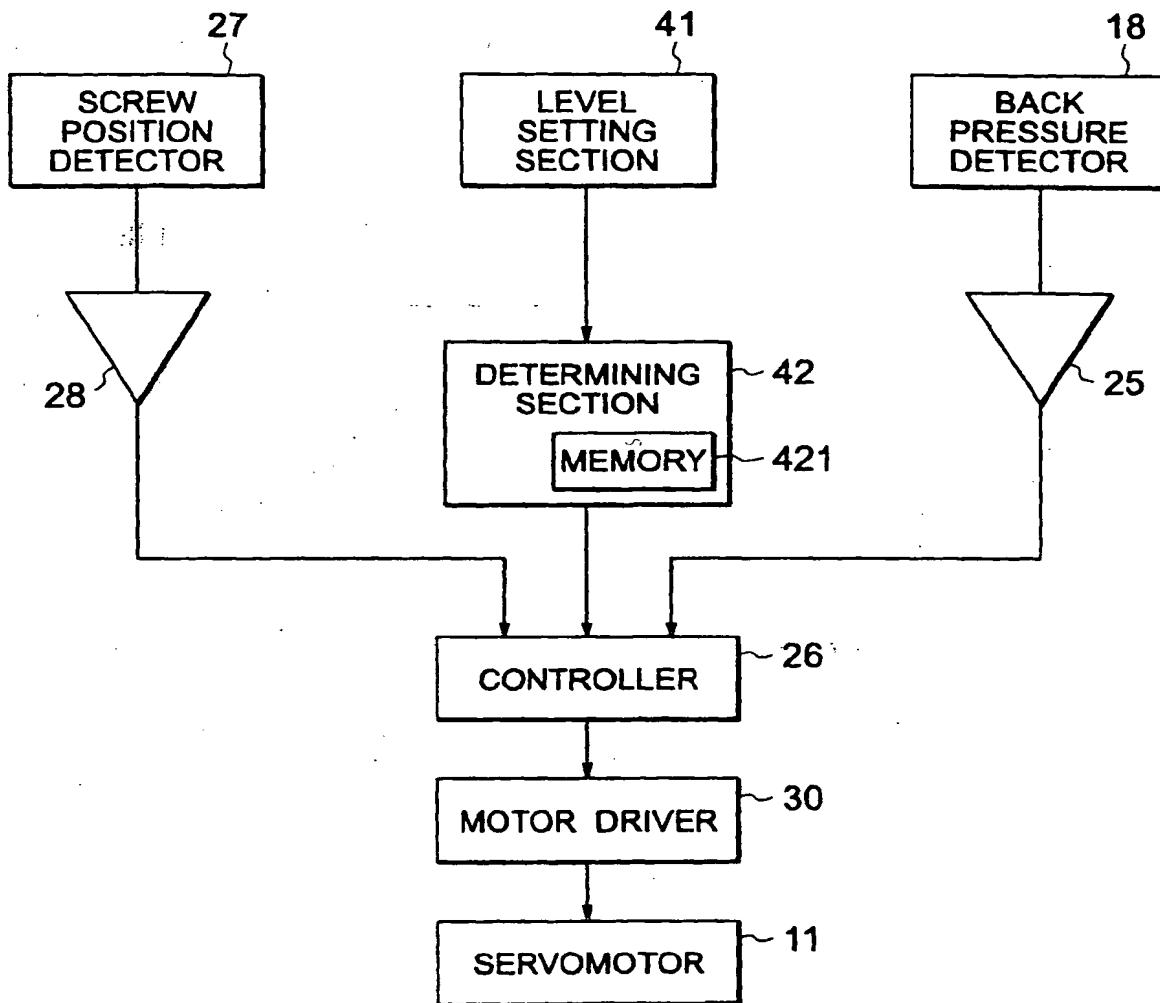 27
41
18
SCREW
POSITION
DETECTOR
LEVEL
SETTING
SECTION
BACK
PRESSURE
DETECTOR
28
DETERMINING
SECTION
42
MEMORY
421
25
CONTROLLER
26
MOTOR DRIVER
30
SERVOMOTOR
11